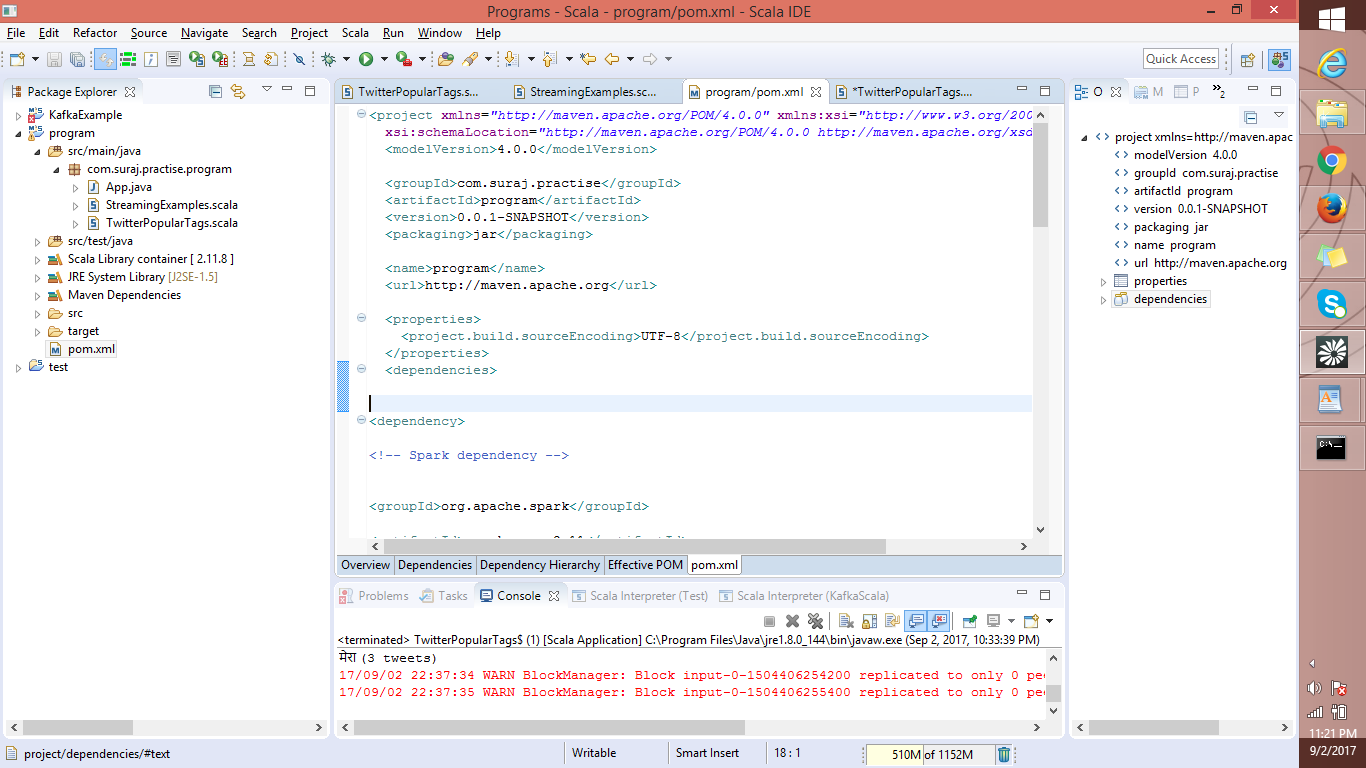 Programs - Scala - program/pom.xml - Scala IDE
File Edit Refactor Source Navigate Search Project Scala Run Window Help
Quick Access
Package Explorer
KafkaExample
program
src/main/java
com.suraj.practise.program
App.java
StreamingExamples.scala
TwitterPopularTags.scala
src/test/java
Scala Library container [ 2.11.8 ]
JRE System Library [J2SE-1.5]
Maven Dependencies
src
target
pom.xml
test
TwitterPopularTags.s... StreamingExamples.sc... program/pom.xml *TwitterPopularTags....
<project xmlns="http://maven.apache.org/POM/4.0.0" xmlns:xsi="http://www.w3.org/200
xsi:schemaLocation="http://maven.apache.org/POM/4.0.0 http://maven.apache.org/xsd
<modelVersion>4.0.0</modelVersion>
<groupId>com.suraj.practise</groupId>
<artifactId>program</artifactId>
<version>0.0.1-SNAPSHOT</version>
<packaging>jar</packaging>
<name>program</name>
<url>http://maven.apache.org</url>
<properties>
<project.build.sourceEncoding>UTF-8</project.build.sourceEncoding>
</properties>
<dependencies>
<dependency>
<!-- Spark dependency -->
<groupId>org.apache.spark</groupId>
Overview Dependencies Dependency Hierarchy Effective POM pom.xml
O M P »2
project xmlns=http://maven.apac
modelVersion 4.0.0
groupId com.suraj.practise
artifactId program
version 0.0.1-SNAPSHOT
packaging jar
name program
url http://maven.apache.org
properties
dependencies
Problems Tasks Console Scala Interpreter (Test) Scala Interpreter (KafkaScala)
<terminated> TwitterPopularTags$ (1) [Scala Application] C:\Program Files\Java\jre1.8.0_144\bin\javaw.exe (Sep 2, 2017, 10:33:39 PM)
मेरा (3 tweets)
17/09/02 22:37:34 WARN BlockManager: Block input-0-1504406254200 replicated to only 0 pee
17/09/02 22:37:35 WARN BlockManager: Block input-0-1504406255400 replicated to only 0 pee
project/dependencies/#text Writable Smart Insert 18 : 1 510M of 1152M
11:21 PM
9/2/2017